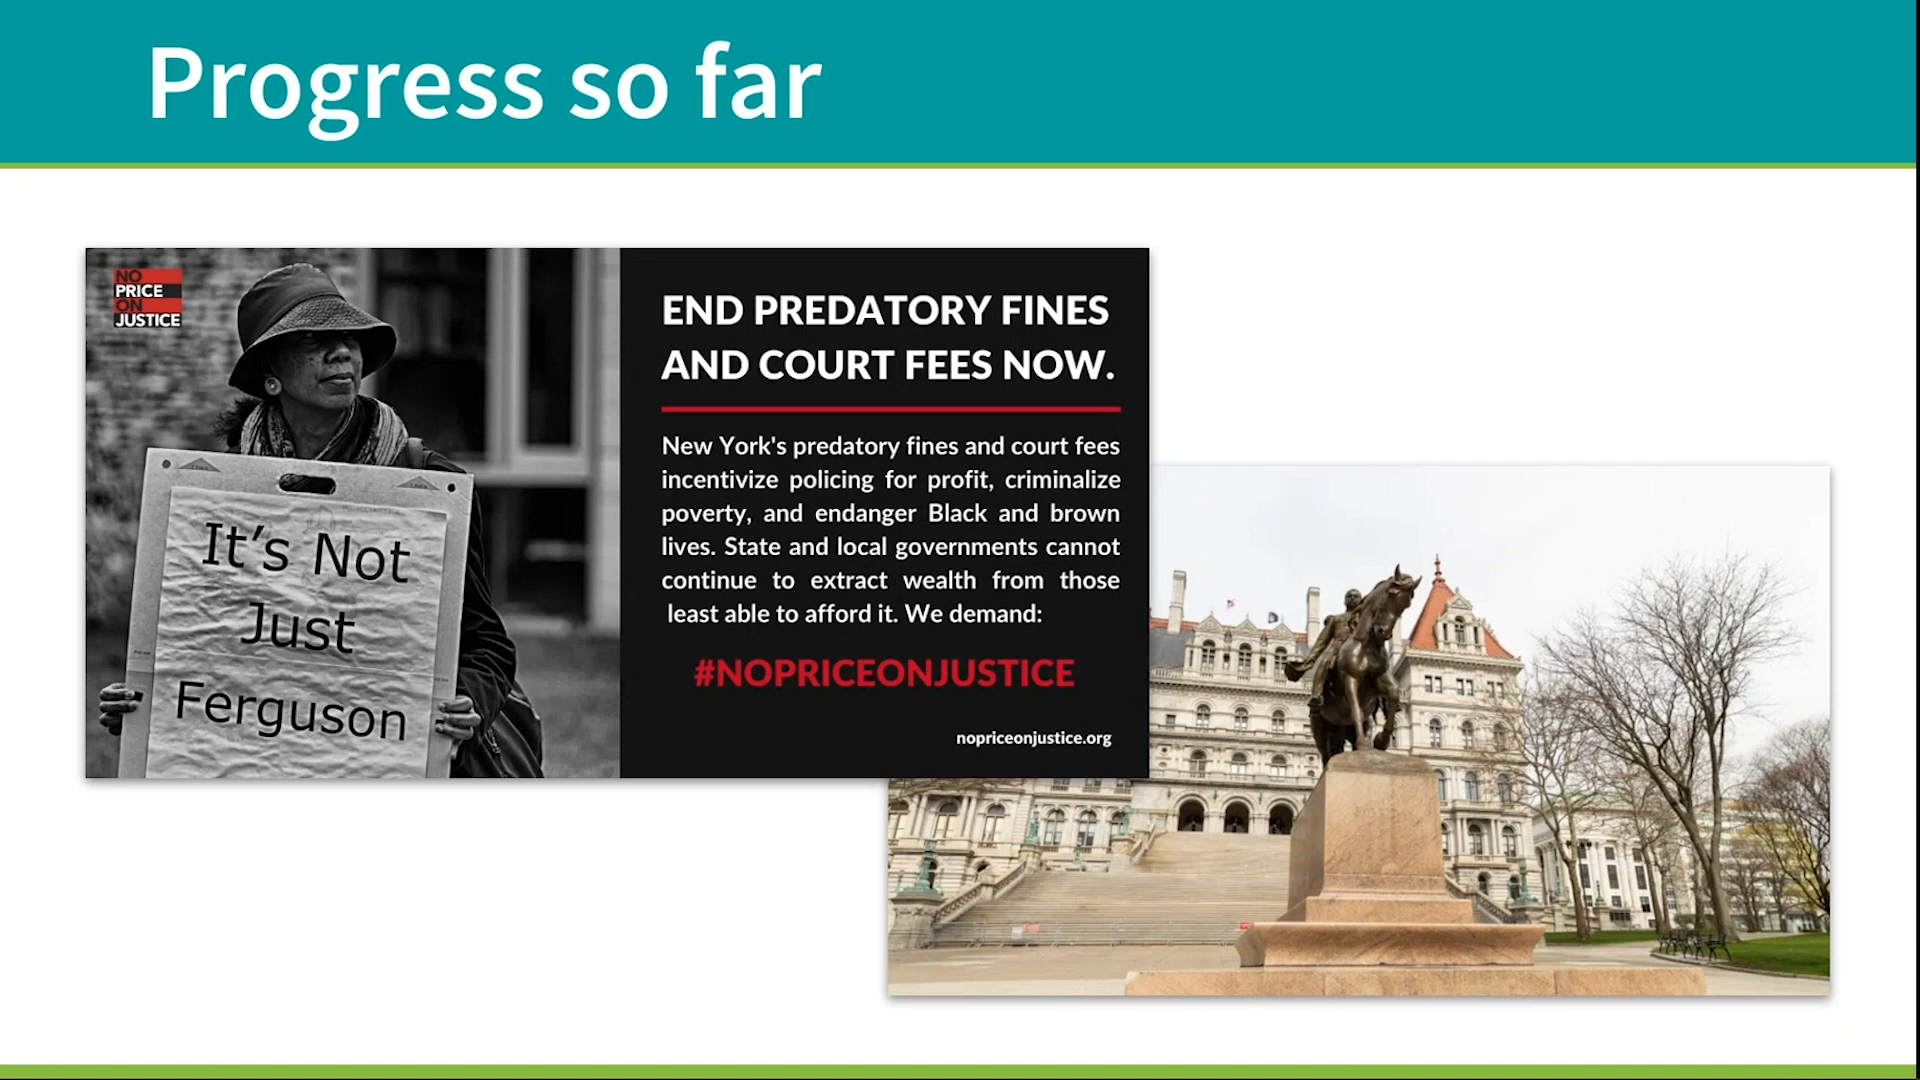 Progress so far
NO
PRICE
ON
JUSTICE
It's Not
Just
Ferguson
END PREDATORY FINES
AND COURT FEES NOW.
New York's predatory fines and court fees
incentivize policing for profit, criminalize
poverty, and endanger Black and brown
lives. State and local governments cannot
continue to extract wealth from those
least able to afford it. We demand:
#NOPRICEONJUSTICE
nopriceonjustice.org